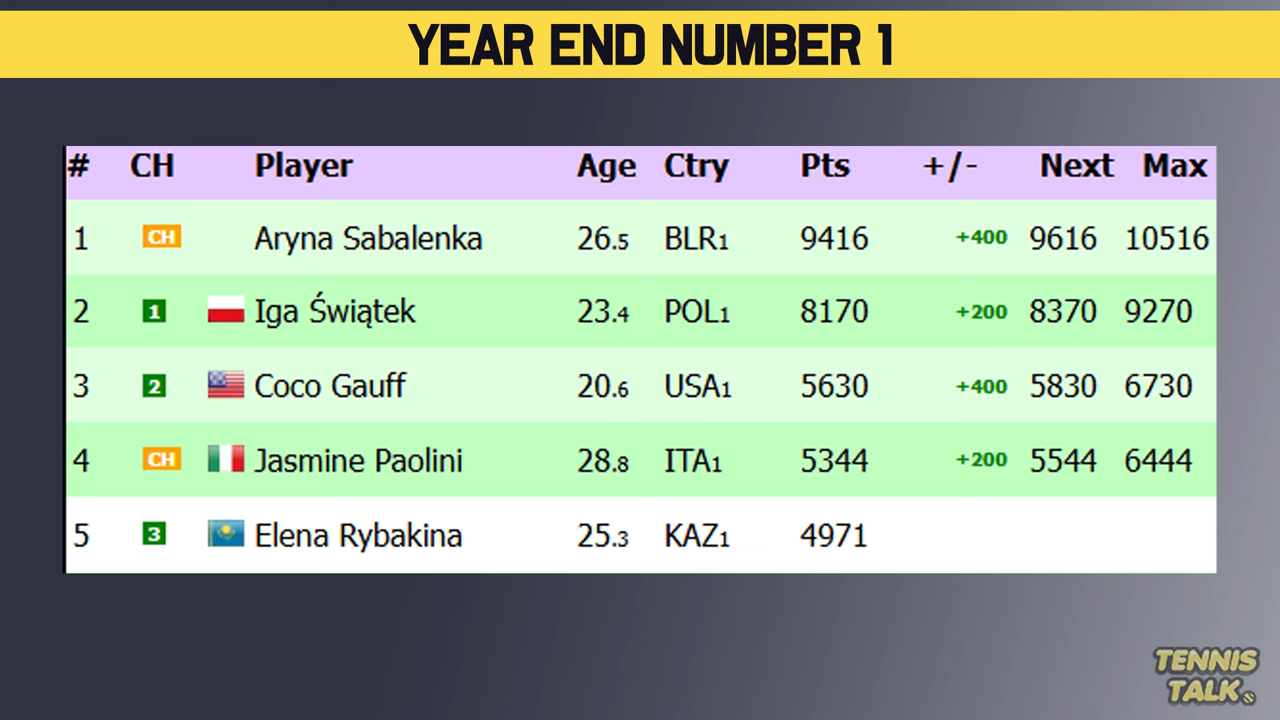 YEAR END NUMBER 1
# CH Player Age Ctry Pts +/- Next Max
1 CH Aryna Sabalenka 26.5 BLR1 9416 +400 9616 10516
2 1 Iga Świątek 23.4 POL1 8170 +200 8370 9270
3 2 Coco Gauff 20.6 USA1 5630 +400 5830 6730
4 CH Jasmine Paolini 28.8 ITA1 5344 +200 5544 6444
5 3 Elena Rybakina 25.3 KAZ1 4971
TENNIS
TALK